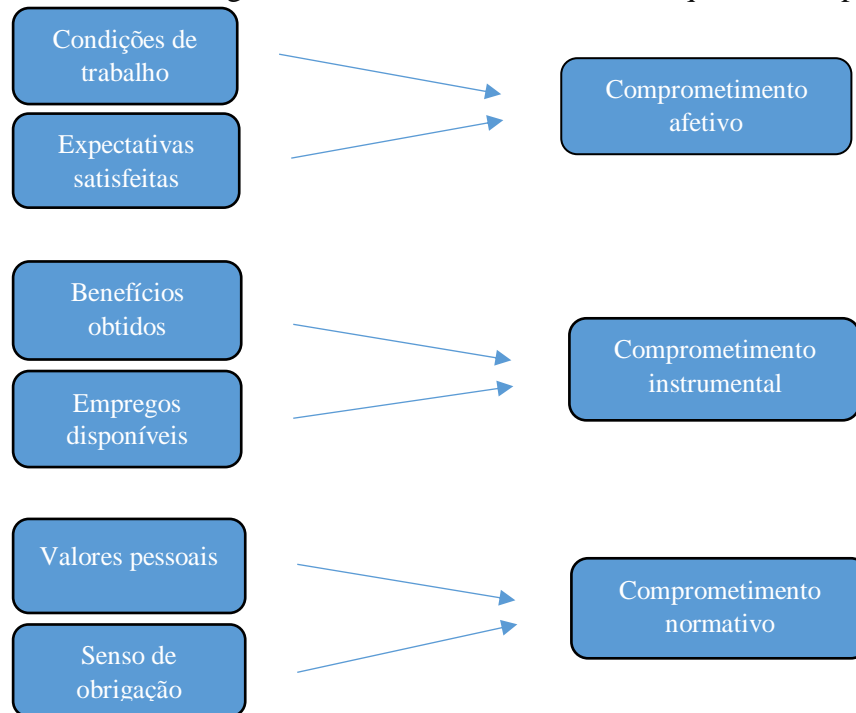 Condições de
trabalho
Comprometimento
afetivo
Expectativas
satisfeitas
Benefícios
obtidos
Comprometimento
instrumental
Empregos
disponíveis
Valores pessoais
Comprometimento
normativo
Senso de
obrigação